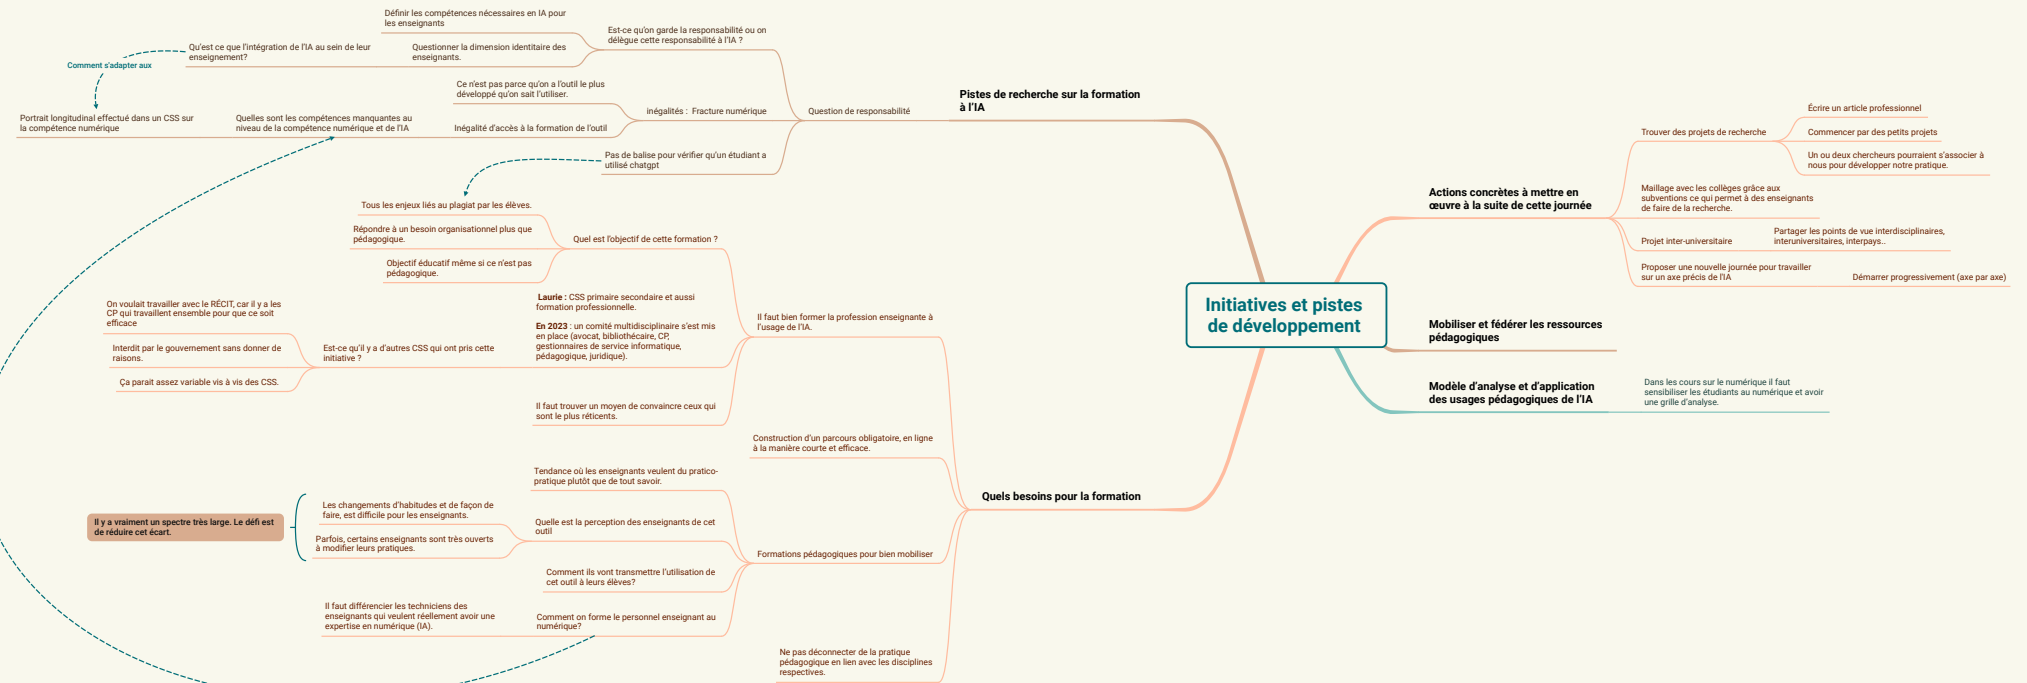 Initiatives et pistes
de développement
Pistes de recherche sur la formation
à l'IA
Question de responsabilité
Est-ce qu'on garde la responsabilité ou on
délègue cette responsabilité à l'IA ?
Définir les compétences nécessaires en IA pour
les enseignants
Questionner la dimension identitaire des
enseignants.
Qu'est ce que l'intégration de l'IA au sein de leur
enseignement?
Comment s'adapter aux
inégalités : Fracture numérique
Ce n'est pas parce qu'on a l'outil le plus
développé qu'on sait l'utiliser.
Inégalité d'accès à la formation de l'outil
Quelles sont les compétences manquantes au
niveau de la compétence numérique et de l'IA
Portrait longitudinal effectué dans un CSS sur
la compétence numérique
Pas de balise pour vérifier qu'un étudiant a
utilisé chatgpt
Quels besoins pour la formation
Il faut bien former la profession enseignante à
l'usage de l'IA.
Quel est l'objectif de cette formation ?
Tous les enjeux liés au plagiat par les élèves.
Répondre à un besoin organisationnel plus que
pédagogique.
Objectif éducatif même si ce n'est pas
pédagogique.
Laurie : CSS primaire secondaire et aussi
formation professionnelle.
En 2023 : un comité multidisciplinaire s'est mis
en place (avocat, bibliothécaire, CP,
gestionnaires de service informatique,
pédagogique, juridique).
Est-ce qu'il y a d'autres CSS qui ont pris cette
initiative ?
On voulait travailler avec le RÉCIT, car il y a les
CP qui travaillent ensemble pour que ce soit
efficace
Interdit par le gouvernement sans donner de
raisons.
Ça parait assez variable vis à vis des CSS.
Il faut trouver un moyen de convaincre ceux qui
sont le plus réticents.
Construction d'un parcours obligatoire, en ligne
à la manière courte et efficace.
Formations pédagogiques pour bien mobiliser
Tendance où les enseignants veulent du pratico-
pratique plutôt que de tout savoir.
Quelle est la perception des enseignants de cet
outil
Les changements d'habitudes et de façon de
faire, est difficile pour les enseignants.
Parfois, certains enseignants sont très ouverts
à modifier leurs pratiques.
Il y a vraiment un spectre très large. Le défi est
de réduire cet écart.
Comment ils vont transmettre l'utilisation de
cet outil à leurs élèves?
Comment on forme le personnel enseignant au
numérique?
Il faut différencier les techniciens des
enseignants qui veulent réellement avoir une
expertise en numérique (IA).
Ne pas déconnecter de la pratique
pédagogique en lien avec les disciplines
respectives.
Actions concrètes à mettre en
œuvre à la suite de cette journée
Trouver des projets de recherche
Écrire un article professionnel
Commencer par des petits projets
Un ou deux chercheurs pourraient s'associer à
nous pour développer notre pratique.
Maillage avec les collèges grâce aux
subventions ce qui permet à des enseignants
de faire de la recherche.
Projet inter-universitaire
Partager les points de vue interdisciplinaires,
interuniversitaires, interpays..
Proposer une nouvelle journée pour travailler
sur un axe précis de l'IA
Démarrer progressivement (axe par axe)
Mobiliser et fédérer les ressources
pédagogiques
Modèle d'analyse et d'application
des usages pédagogiques de l'IA
Dans les cours sur le numérique il faut
sensibiliser les étudiants au numérique et avoir
une grille d'analyse.